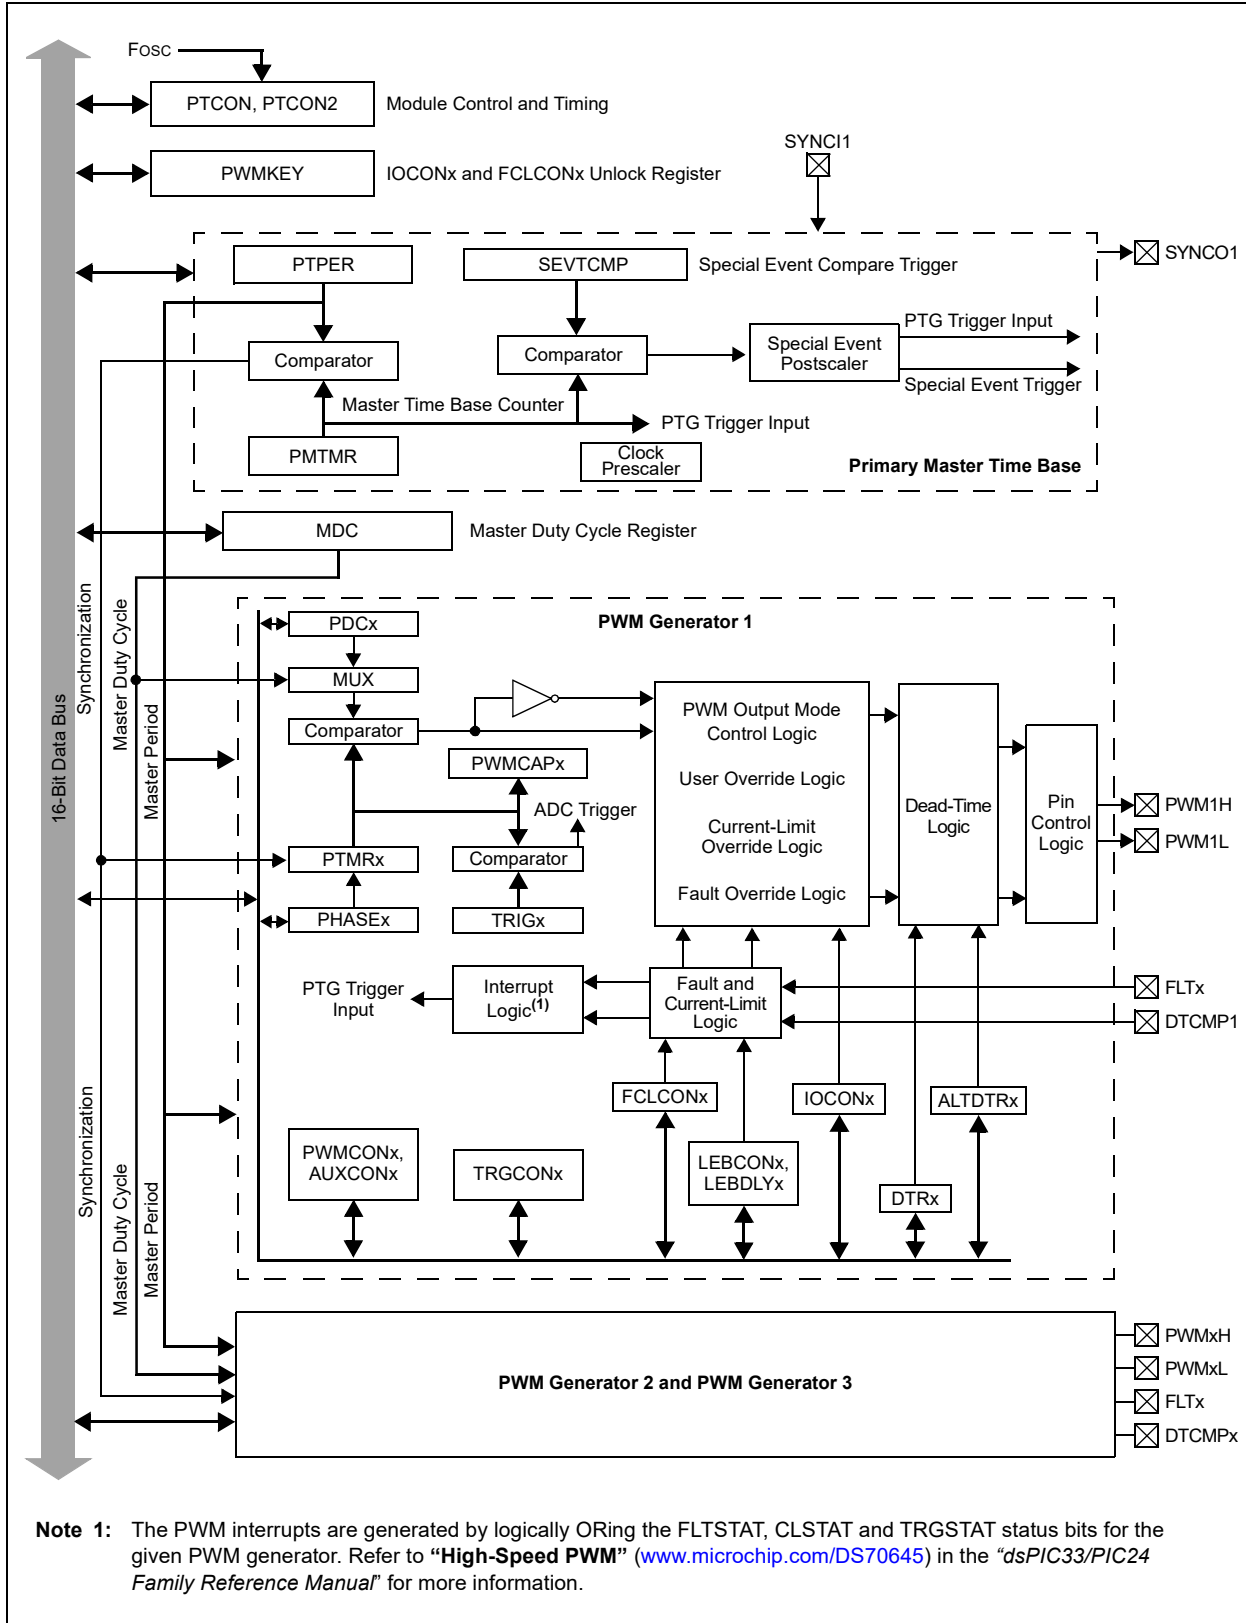 FOSC
PTCON, PTCON2
Module Control and Timing
PWMKEY
IOCONx and FCLCONx Unlock Register
SYNCI1
PTPER
SEVTCMP
Special Event Compare Trigger
SYNCO1
Comparator
Comparator
Special Event
Postscaler
PTG Trigger Input
Special Event Trigger
Master Time Base Counter
PTG Trigger Input
PMTMR
Clock
Prescaler
Primary Master Time Base
MDC
Master Duty Cycle Register
16-Bit Data Bus
Synchronization
Master Duty Cycle
Master Period
PWM Generator 1
PDCx
MUX
Comparator
PWMCAPx
ADC Trigger
PTMRx
Comparator
PHASEx
TRIGx
PWM Output Mode
Control Logic
User Override Logic
Current-Limit
Override Logic
Fault Override Logic
Dead-Time
Logic
Pin
Control
Logic
PWM1H
PWM1L
PTG Trigger
Input
Interrupt
Logic(1)
Fault and
Current-Limit
Logic
FLTx
DTCMP1
Synchronization
Master Duty Cycle
Master Period
FCLCONx
IOCONx
ALTDTRx
PWMCONx,
AUXCONx
TRGCONx
LEBCONx,
LEBDLYx
DTRx
PWM Generator 2 and PWM Generator 3
PWMxH
PWMxL
FLTx
DTCMPx
Note 1: The PWM interrupts are generated by logically ORing the FLTSTAT, CLSTAT and TRGSTAT status bits for the
given PWM generator. Refer to “High-Speed PWM” (www.microchip.com/DS70645) in the “dsPIC33/PIC24
Family Reference Manual” for more information.